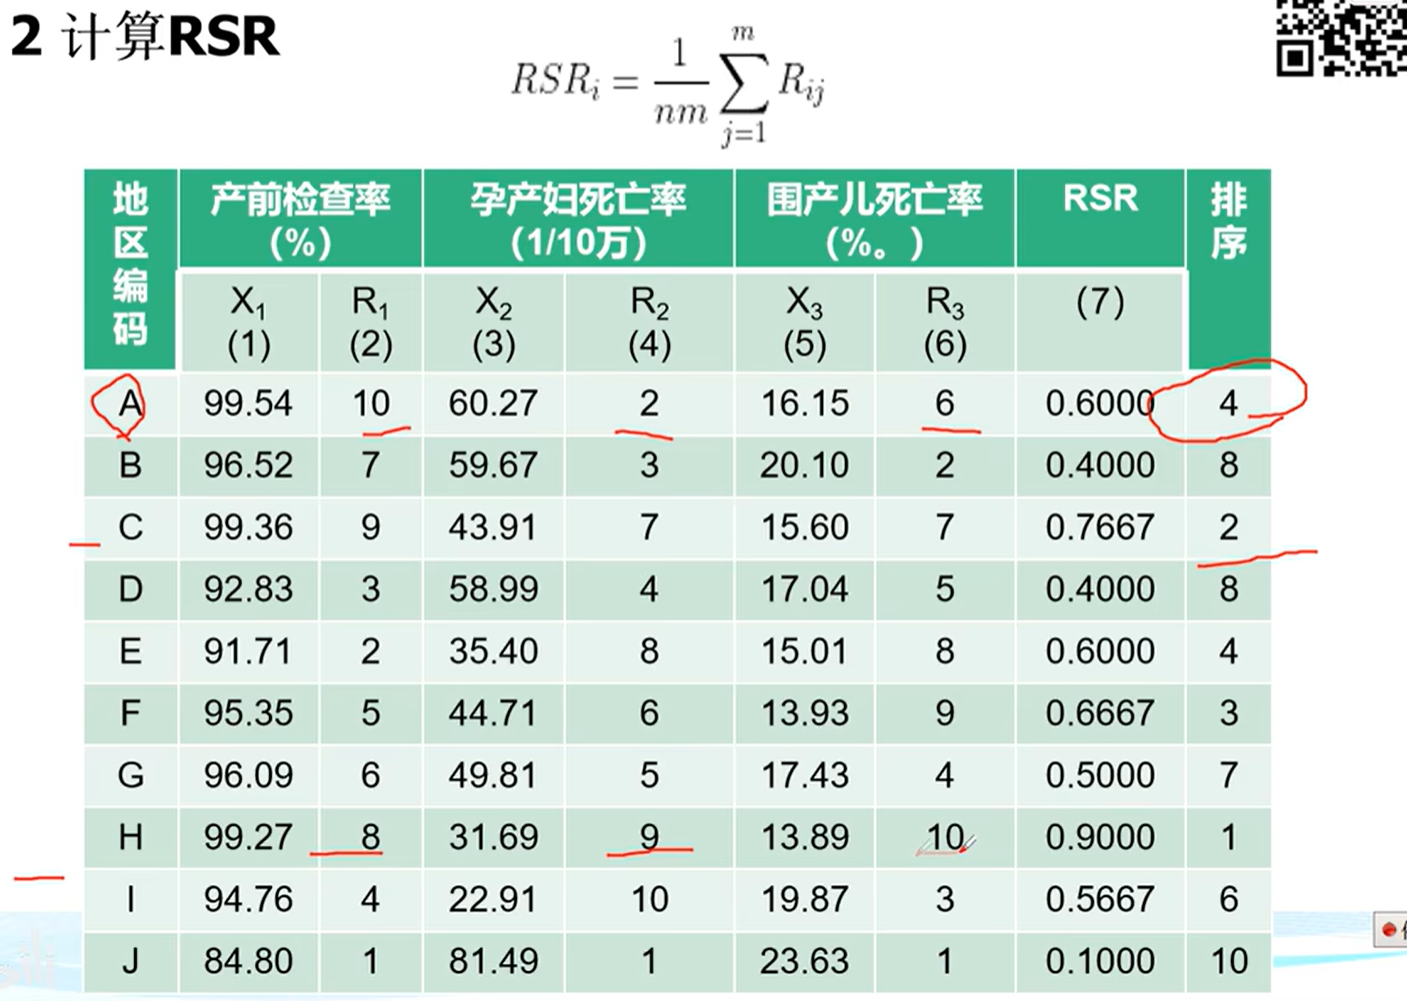 2 计算RSR
RSR_i = \frac{1}{nm} \sum_{j=1}^{m} R_{ij}
地区编码 产前检查率(%) 孕产妇死亡率(1/10万) 围产儿死亡率(%。) RSR 排序
X₁(1) R₁(2) X₂(3) R₂(4) X₃(5) R₃(6) (7)
A 99.54 10 60.27 2 16.15 6 0.6000 4
B 96.52 7 59.67 3 20.10 2 0.4000 8
C 99.36 9 43.91 7 15.60 7 0.7667 2
D 92.83 3 58.99 4 17.04 5 0.4000 8
E 91.71 2 35.40 8 15.01 8 0.6000 4
F 95.35 5 44.71 6 13.93 9 0.6667 3
G 96.09 6 49.81 5 17.43 4 0.5000 7
H 99.27 8 31.69 9 13.89 10 0.9000 1
I 94.76 4 22.91 10 19.87 3 0.5667 6
J 84.80 1 81.49 1 23.63 1 0.1000 10